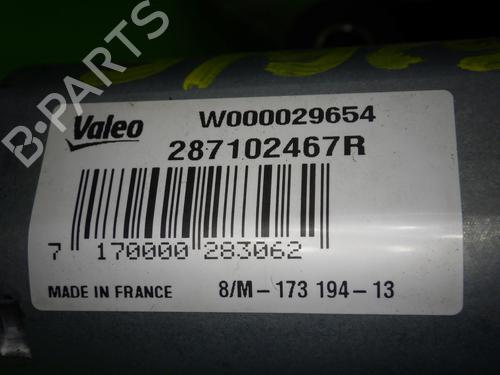 B-PARTS
Valeo
W000029654
287102467R
7 170000 283062
MADE IN FRANCE
8/M-173 194-13